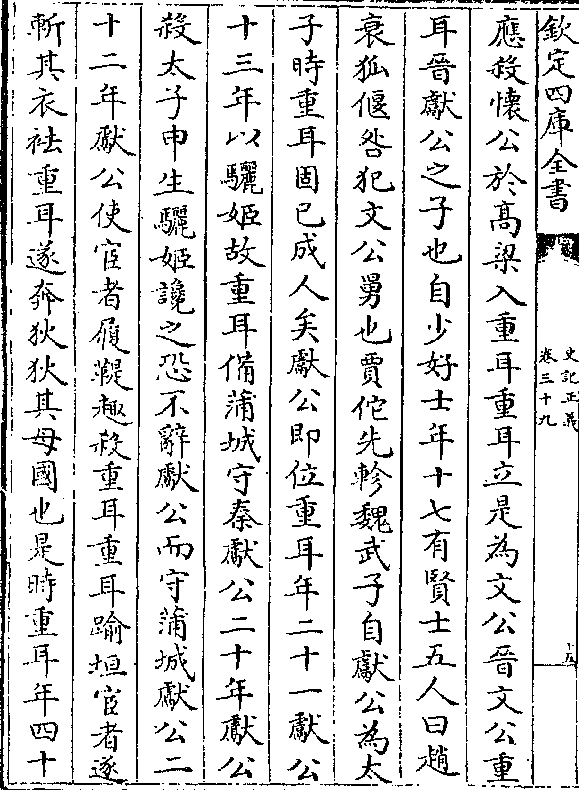 欽定四庫全書
史記正義
卷三十九
十五
應殺懷公於髙梁入重耳重耳立是為文公晉文公重
耳晉獻公之子也自少好士年十七有賢士五人曰趙
衰狐偃咎犯文公舅也賈佗先軫魏武子自獻公為太
子時重耳固已成人矣獻公即位重耳年二十一獻公
十三年以驪姬故重耳備蒲城守秦獻公二十年獻公
殺太子申生驪姬讒之恐不辭獻公而守蒲城獻公二
十二年獻公使宦者履鞮趣殺重耳重耳踰垣宦者逐
斬其衣袪重耳遂奔狄狄其母國也是時重耳年四十